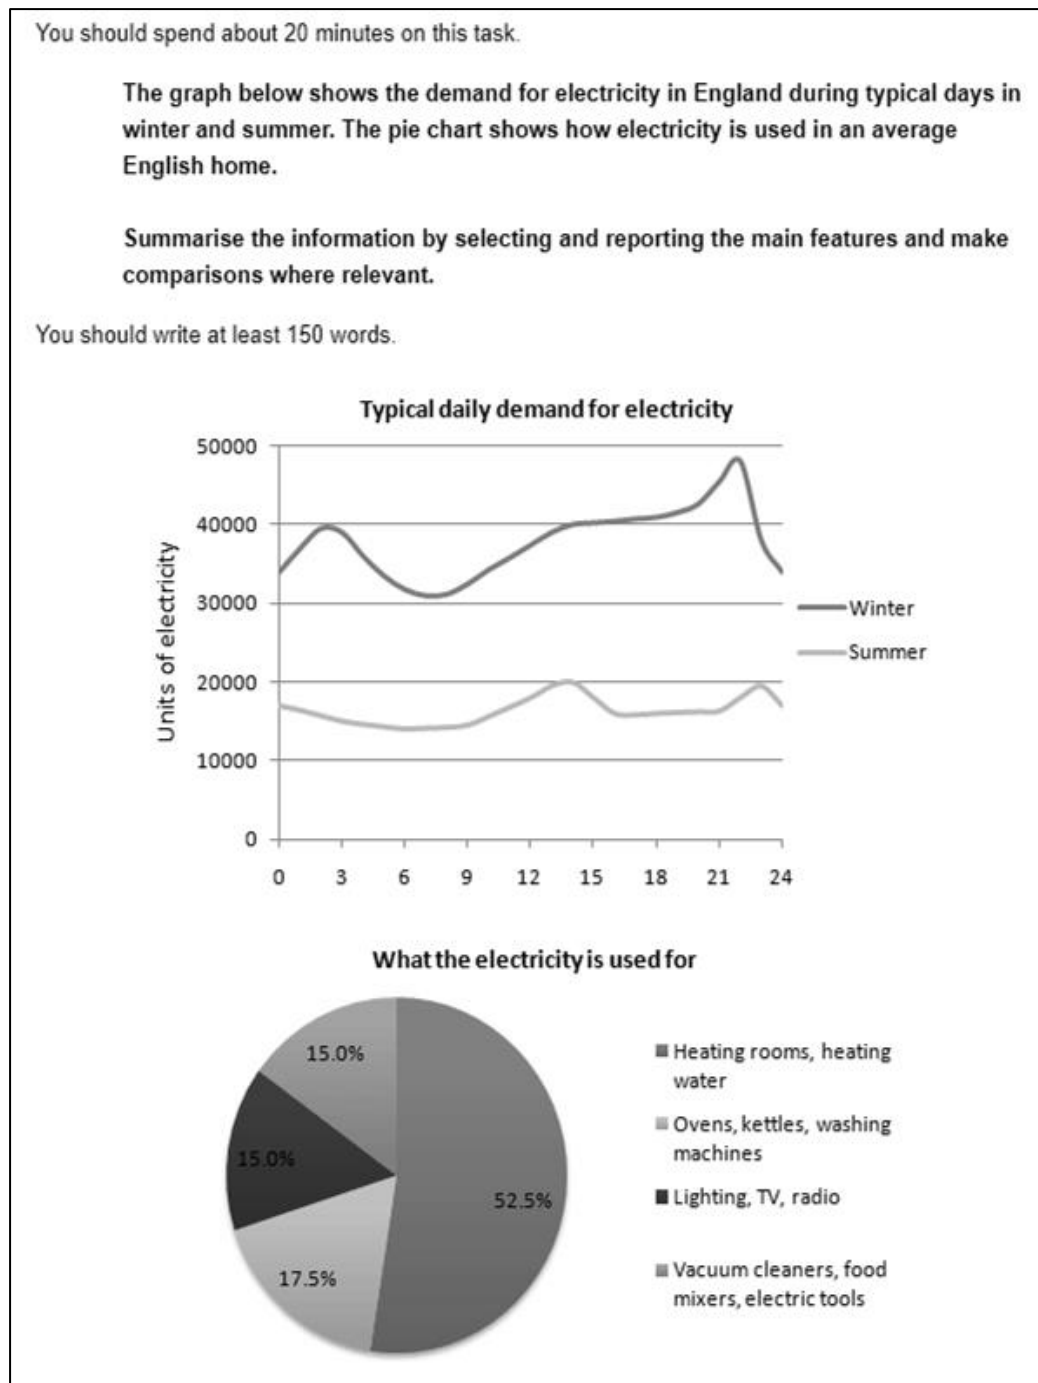 You should spend about 20 minutes on this task.
The graph below shows the demand for electricity in England during typical days in
winter and summer. The pie chart shows how electricity is used in an average
English home.
Summarise the information by selecting and reporting the main features and make
comparisons where relevant.
You should write at least 150 words.
Typical daily demand for electricity
50000
40000
30000
20000
10000
0
Units of electricity
0 3 6 9 12 15 18 21 24
Winter
Summer
What the electricity is used for
15.0%
15.0%
52.5%
17.5%
Heating rooms, heating
water
Ovens, kettles, washing
machines
Lighting, TV, radio
Vacuum cleaners, food
mixers, electric tools